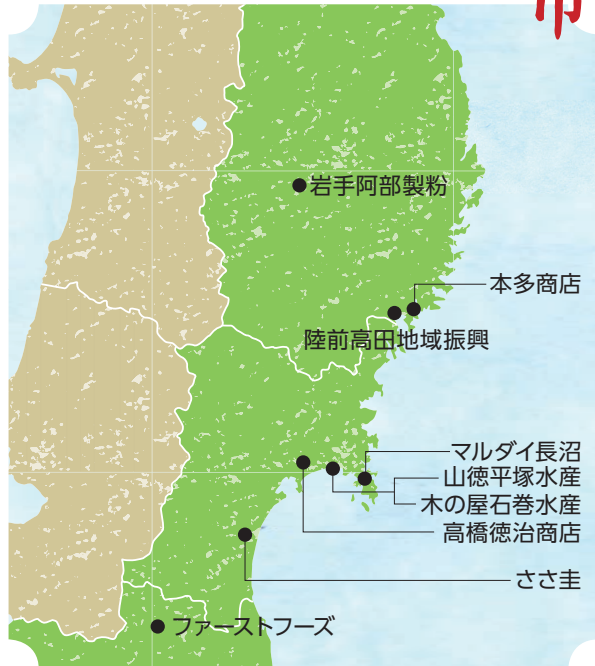 市
岩手阿部製粉
本多商店
陸前高田地域振興
マルダイ長沼
山徳平塚水産
木の屋石巻水産
高橋徳治商店
ささ圭
ファーストフーズ